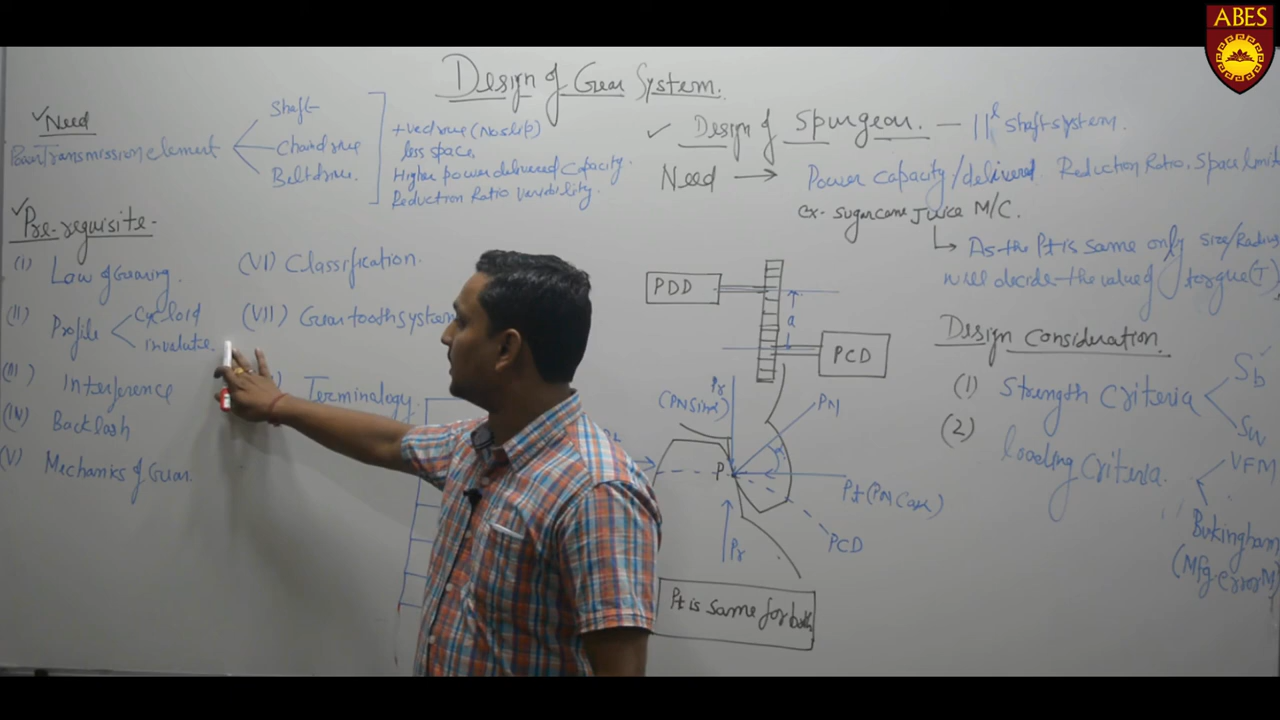 ABES
Design of Gear System.
Need
Power Transmission element
Shaft
Chain drive
Belt drive.
+ve drive (No slip)
less space
Higher power delivered Capacity.
Reduction Ratio variability.
Pre-requisite-
(I) Law of Gearing.
(II) Profile
Cycloid
involute.
(III) Interference
(IV) Backlash
(V) Mechanics of Gear.
(VI) Classification.
(VII) Gear tooth system
Terminology.
Design of Spur gear. — ||l Shaft system.
Need → Power capacity/delivered Reduction Ratio. Space limit
ex- sugarcane Juice M/C.
As the Pt is same only size/Radius
will decide the value of torque (T)
PDD
a
PCD
Pr
(PN Sinα)
PN
P
Pt (PN Cosα)
Pr
PCD
Pt is same for both
Design Consideration.
(1) Strength Criteria
Sb
Sw
(2) loading Criteria.
VFM
Bukingham
(Mfg. error M)